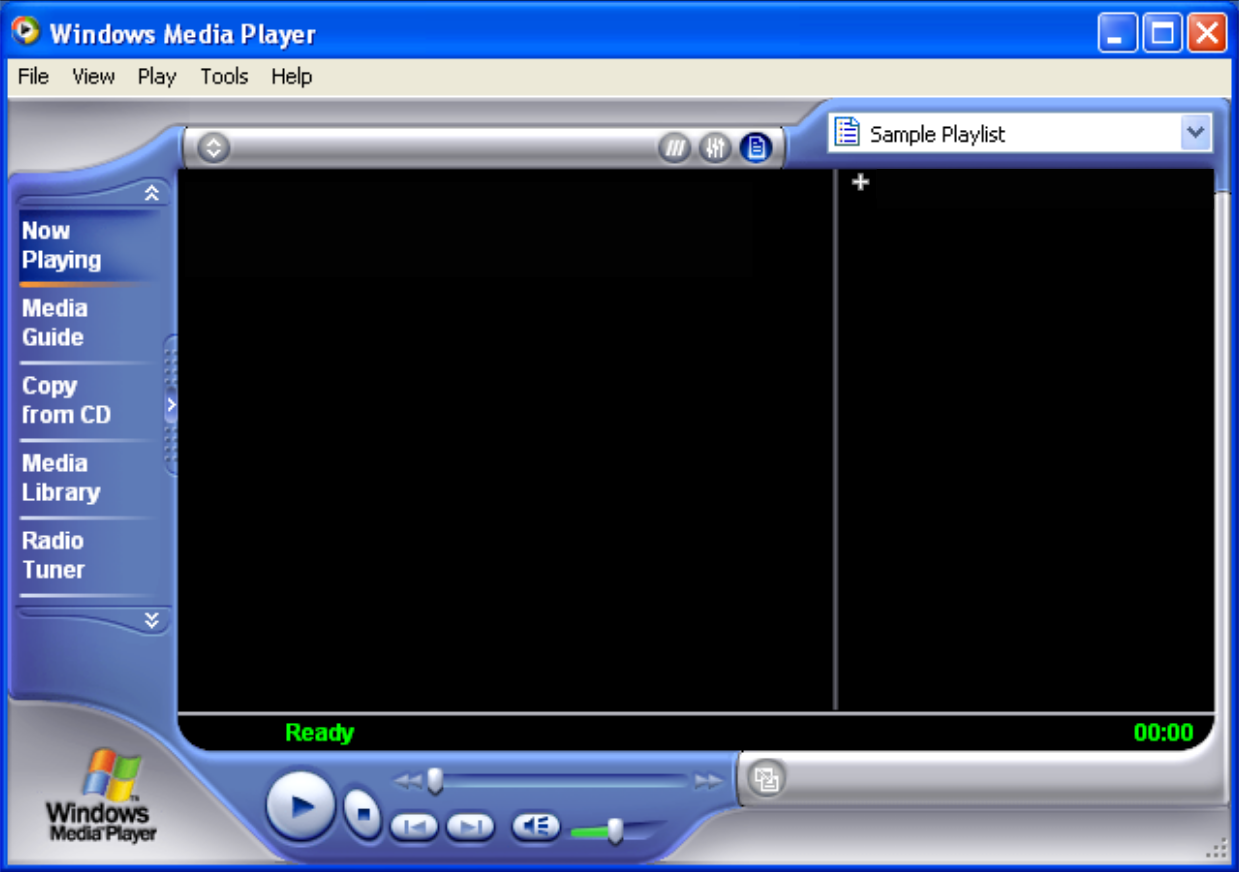 Windows Media Player
File View Play Tools Help
Sample Playlist
Now
Playing
Media
Guide
Copy
from CD
Media
Library
Radio
Tuner
Ready
00:00
Windows
Media Player